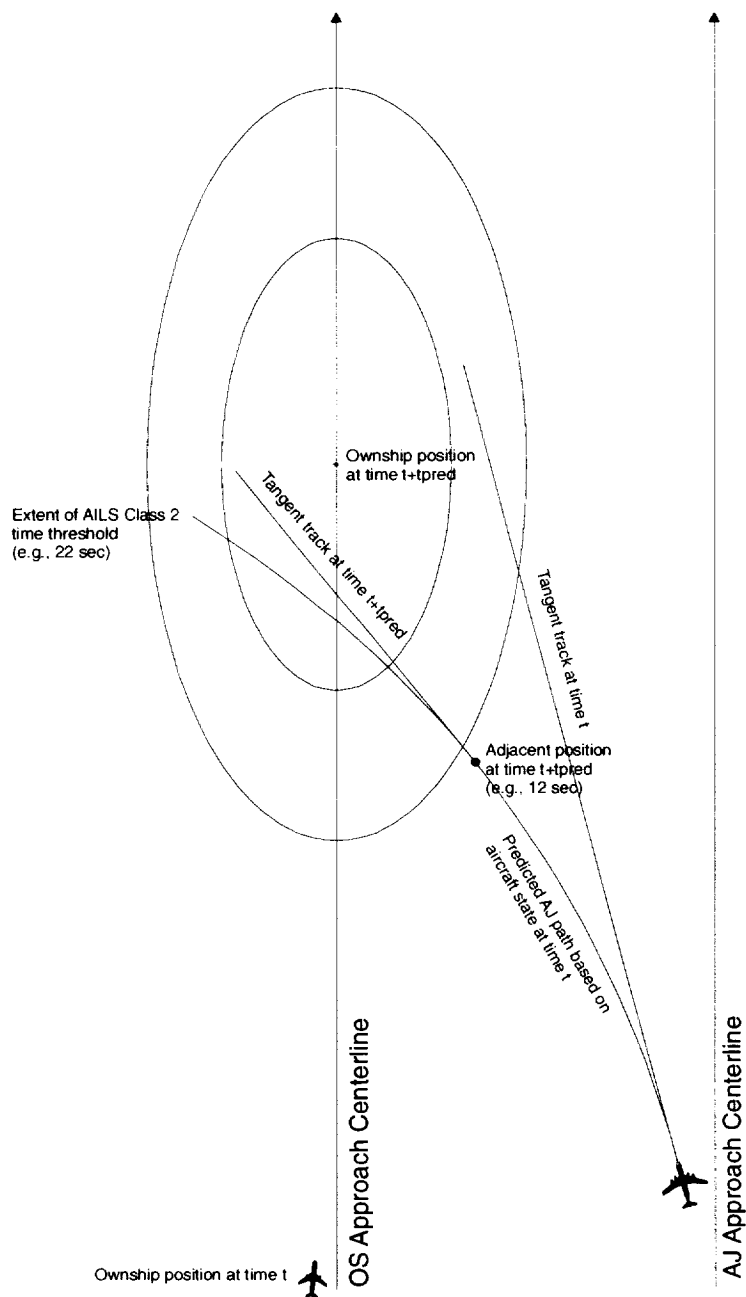 Ownership position
at time t+tpred
Extent of AILS Class 2
time threshold
(e.g., 22 sec)
Tangent track at time t+tpred
Tangent track at time t
Adjacent position
at time t+tpred
(e.g., 12 sec)
Predicted AJ path based on
aircraft state at time t
OS Approach Centerline
AJ Approach Centerline
Ownship position at time t